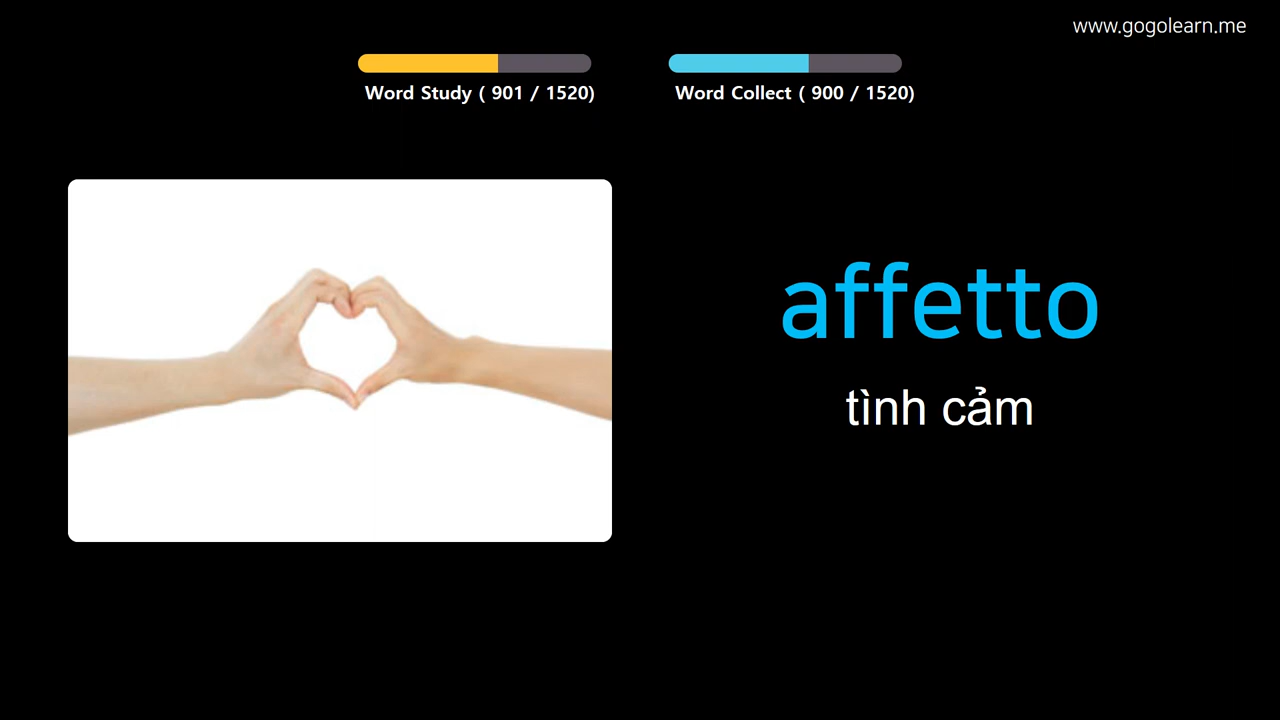 www.gogolearn.me
Word Study ( 901 / 1520)
Word Collect ( 900 / 1520)
affetto
tình cảm